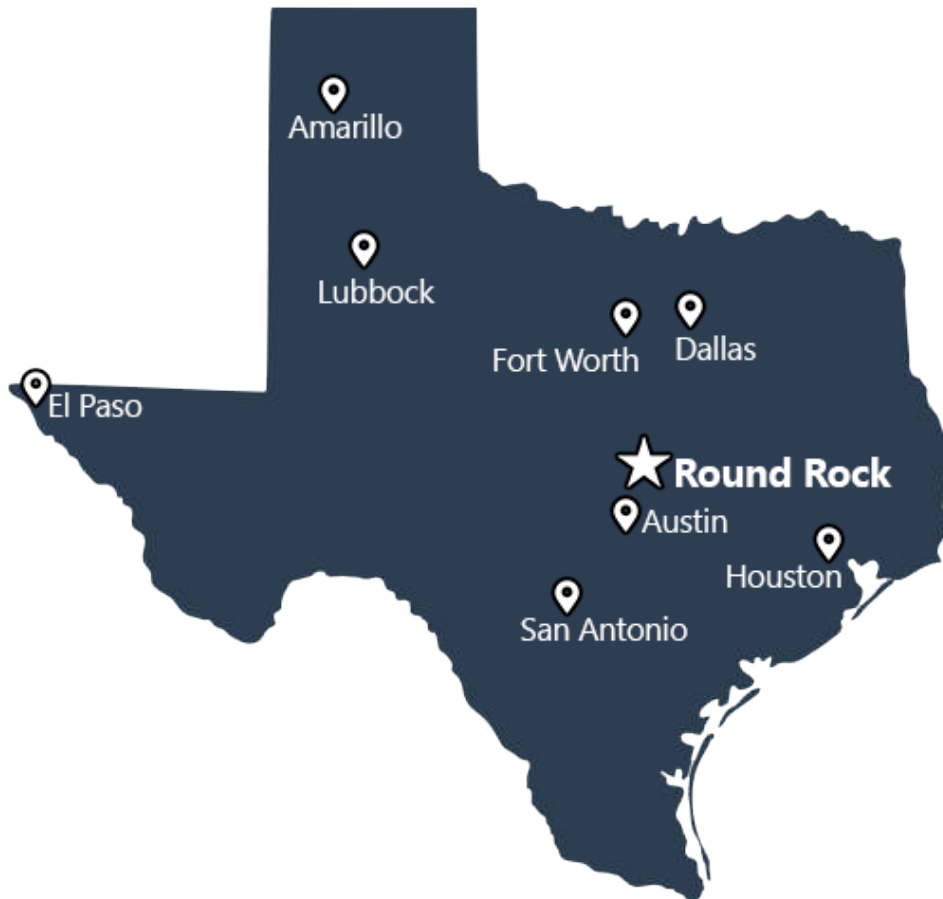 Amarillo
Lubbock
Fort Worth
Dallas
El Paso
Round Rock
Austin
Houston
San Antonio